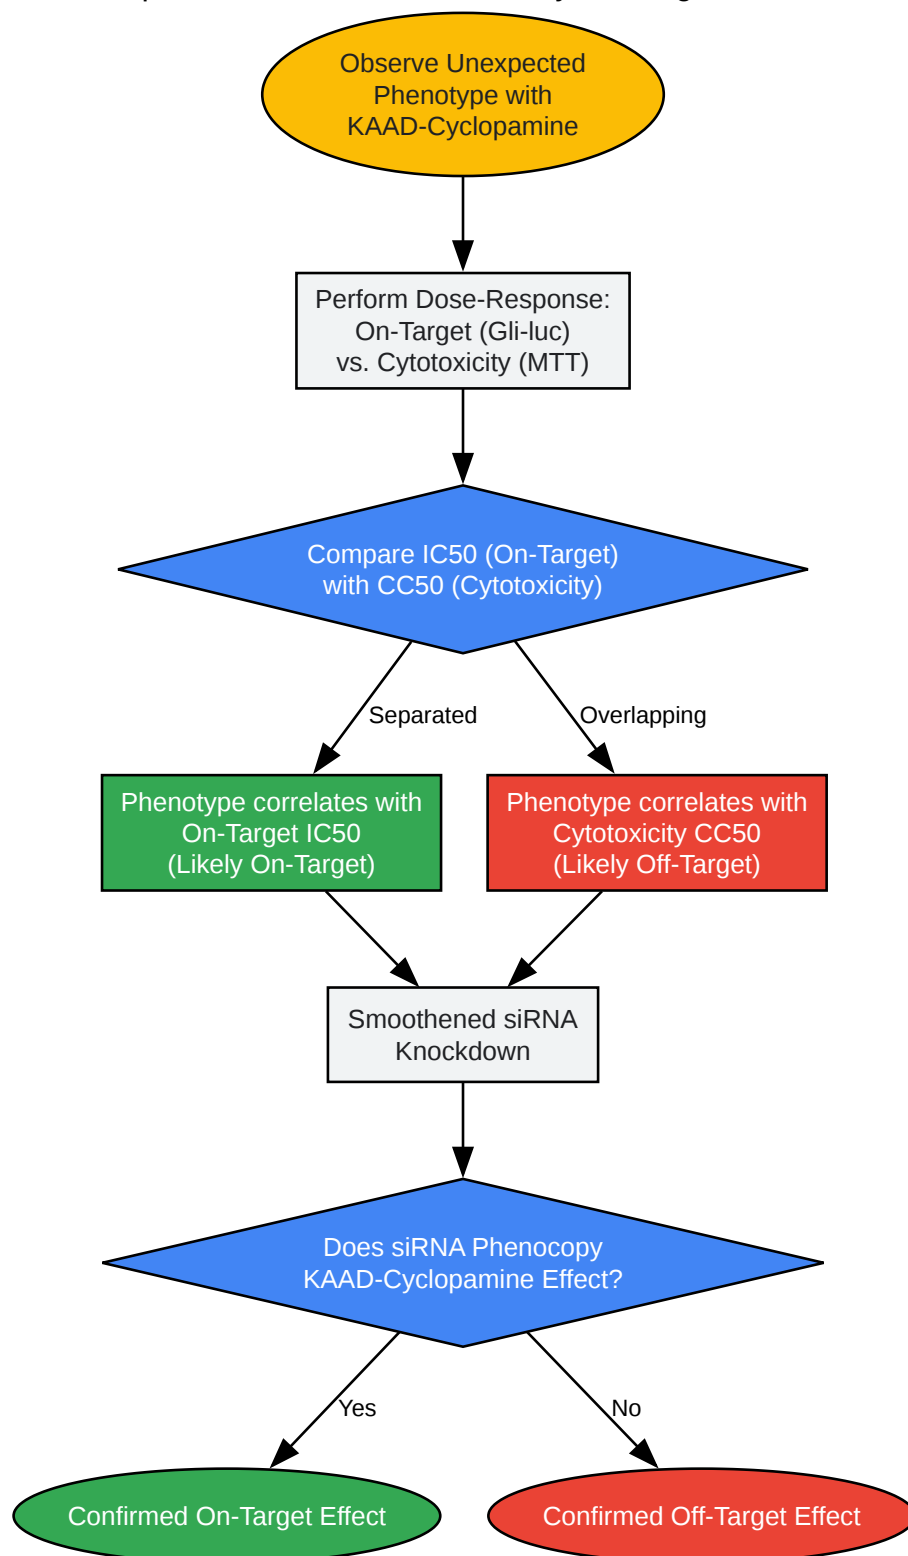 Observe Unexpected
Phenotype with
KAAD-Cyclopamine
Perform Dose-Response:
On-Target (Gli-luc)
vs. Cytotoxicity (MTT)
Compare IC50 (On-Target)
with CC50 (Cytotoxicity)
Separated
Overlapping
Phenotype correlates with
On-Target IC50
(Likely On-Target)
Phenotype correlates with
Cytotoxicity CC50
(Likely Off-Target)
Smoothened siRNA
Knockdown
Does siRNA Phenocopy
KAAD-Cyclopamine Effect?
Yes
No
Confirmed On-Target Effect
Confirmed Off-Target Effect